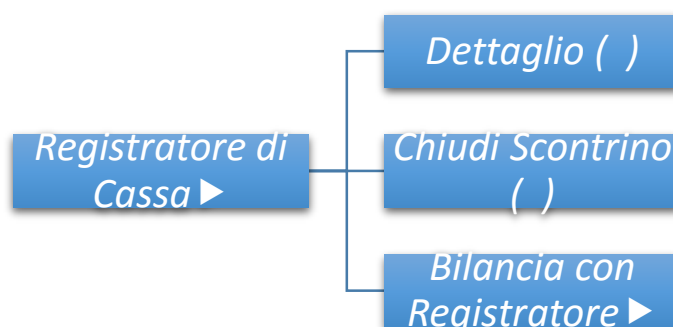 Dettaglio ( )
Registratore di
Cassa ▶
Chiudi Scontrino
( )
Bilancia con
Registratore ▶